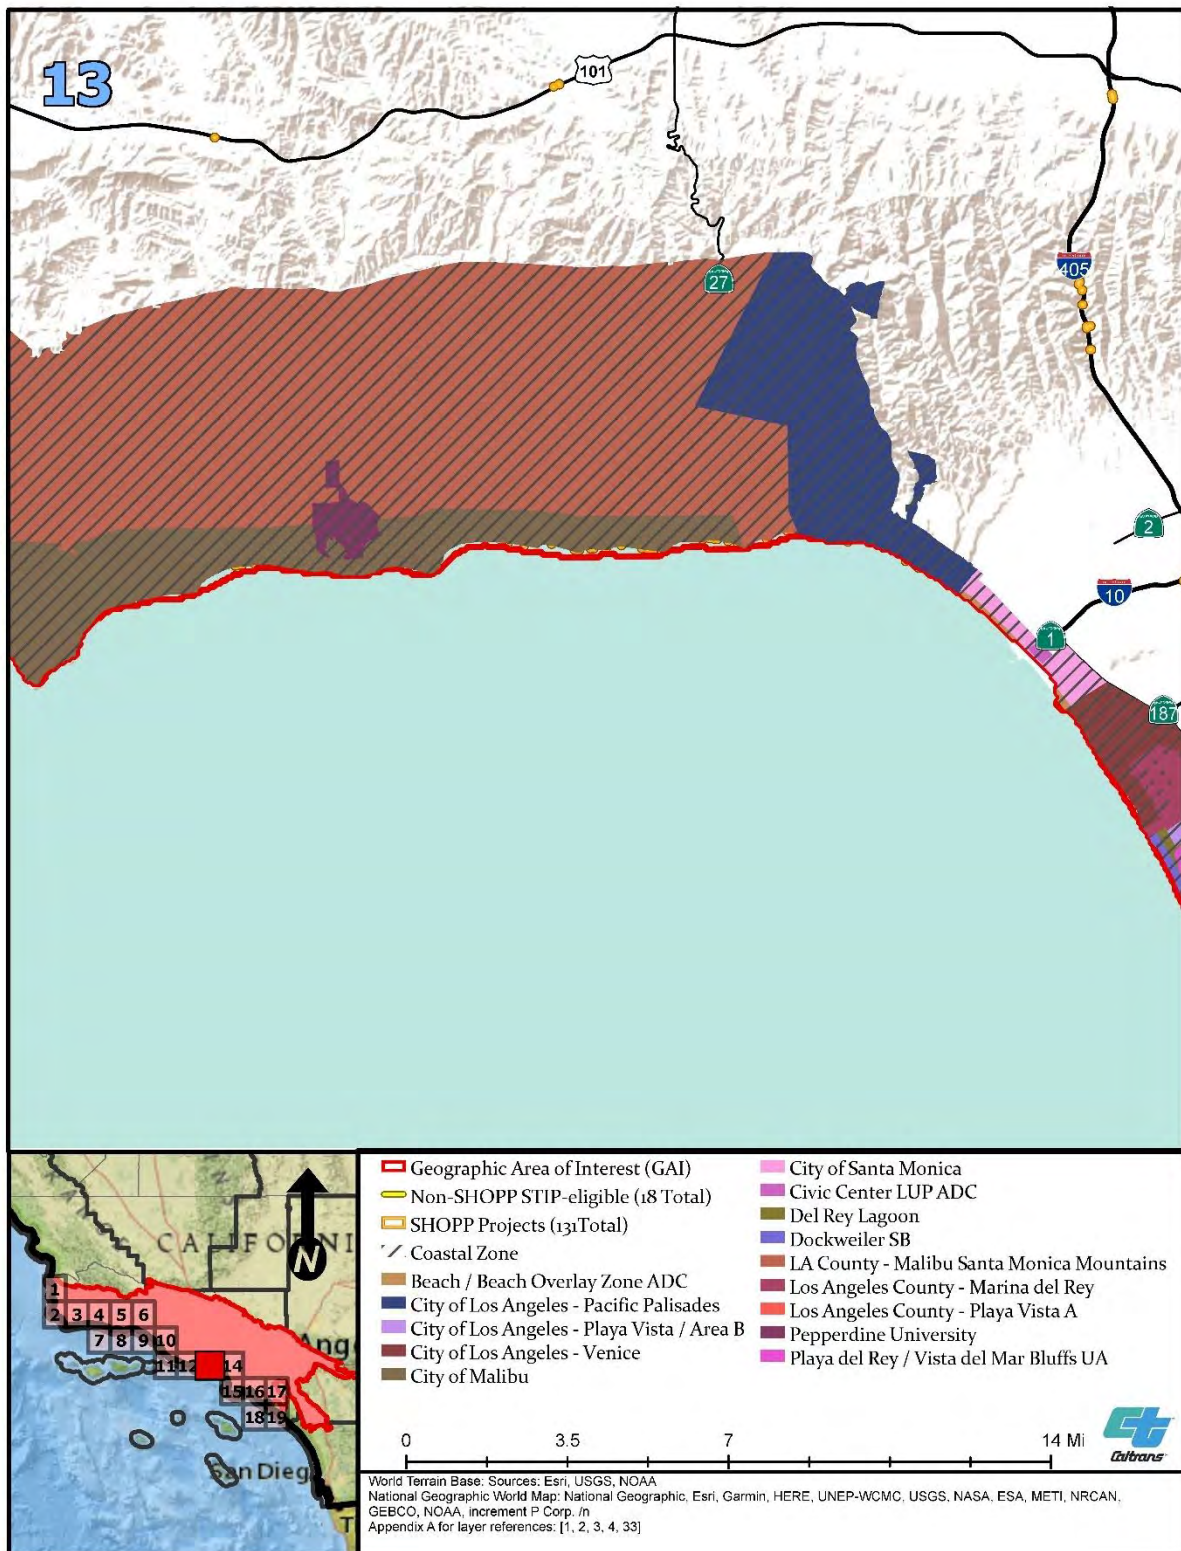 13
101
27
405
2
10
1
187
CALIFORNI
Ang
San Dieg
T
1
2 3 4 5 6
7 8 9 10
11 12 14
15 16 17
18 19
N
Geographic Area of Interest (GAI)
Non-SHOPP STIP-eligible (18 Total)
SHOPP Projects (131Total)
Coastal Zone
Beach / Beach Overlay Zone ADC
City of Los Angeles - Pacific Palisades
City of Los Angeles - Playa Vista / Area B
City of Los Angeles - Venice
City of Malibu
City of Santa Monica
Civic Center LUP ADC
Del Rey Lagoon
Dockweiler SB
LA County - Malibu Santa Monica Mountains
Los Angeles County - Marina del Rey
Los Angeles County - Playa Vista A
Pepperdine University
Playa del Rey / Vista del Mar Bluffs UA
0 3.5 7 14 Mi
Caltrans
World Terrain Base: Sources: Esri, USGS, NOAA
National Geographic World Map: National Geographic, Esri, Garmin, HERE, UNEP-WCMC, USGS, NASA, ESA, METI, NRCAN,
GEBCO, NOAA, increment P Corp. /n
Appendix A for layer references: [1, 2, 3, 4, 33]